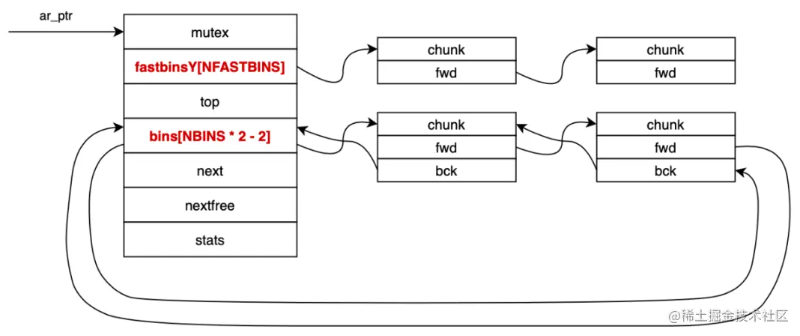 ar_ptr
mutex
fastbinsY[NFASTBINS]
top
bins[NBINS * 2 - 2]
next
nextfree
stats
chunk
fwd
chunk
fwd
chunk
fwd
bck
chunk
fwd
bck
@稀土掘金技术社区